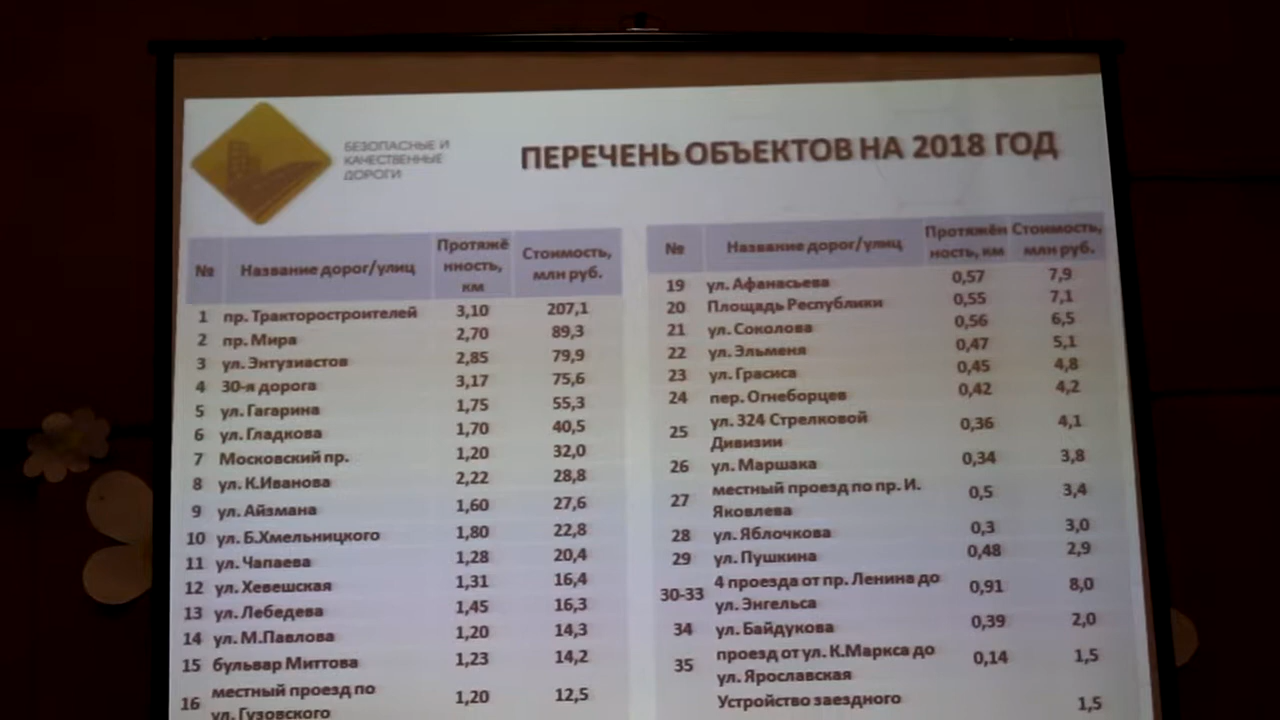 БЕЗОПАСНЫЕ И
КАЧЕСТВЕННЫЕ
ДОРОГИ
ПЕРЕЧЕНЬ ОБЪЕКТОВ НА 2018 ГОД
№ Название дорог/улиц Протяжё
нность,
км Стоимость,
млн руб.
1 пр. Тракторостроителей 3,10 207,1
2 пр. Мира 2,70 89,3
3 ул. Энтузиастов 2,85 79,9
4 30-я дорога 3,17 75,6
5 ул. Гагарина 1,75 55,3
6 ул. Гладкова 1,70 40,5
7 Московский пр. 1,20 32,0
8 ул. К.Иванова 2,22 28,8
9 ул. Айзмана 1,60 27,6
10 ул. Б.Хмельницкого 1,80 22,8
11 ул. Чапаева 1,28 20,4
12 ул. Хевешская 1,31 16,4
13 ул. Лебедева 1,45 16,3
14 ул. М.Павлова 1,20 14,3
15 бульвар Миттова 1,23 14,2
16 местный проезд по
ул. Гузовского 1,20 12,5
№ Название дорог/улиц Протяжён
ность, км Стоимость,
млн руб.
19 ул. Афанасьева 0,57 7,9
20 Площадь Республики 0,55 7,1
21 ул. Соколова 0,56 6,5
22 ул. Эльменя 0,47 5,1
23 ул. Грасиса 0,45 4,8
24 пер. Огнеборцев 0,42 4,2
25 ул. 324 Стрелковой
Дивизии 0,36 4,1
26 ул. Маршака 0,34 3,8
27 местный проезд по пр. И.
Яковлева 0,5 3,4
28 ул. Яблочкова 0,3 3,0
29 ул. Пушкина 0,48 2,9
30-33 4 проезда от пр. Ленина до
ул. Энгельса 0,91 8,0
34 ул. Байдукова 0,39 2,0
35 проезд от ул. К.Маркса до
ул. Ярославская 0,14 1,5
Устройство заездного 1,5